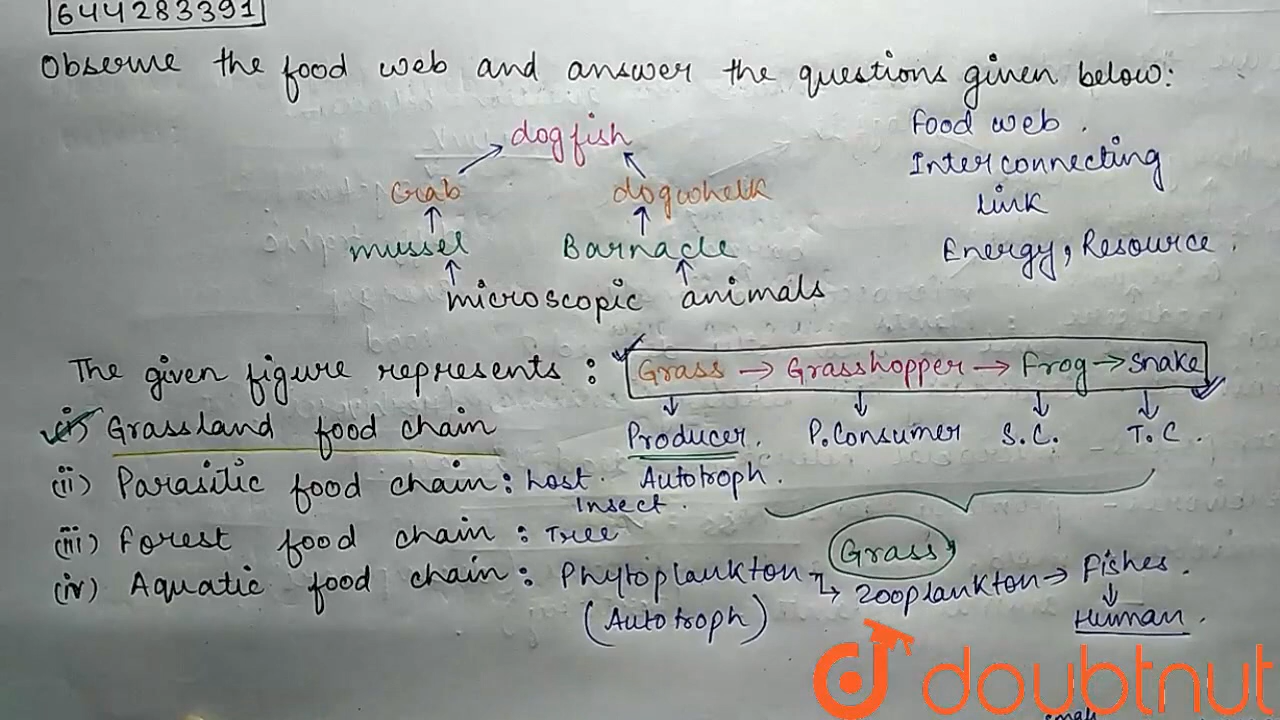 644283391
Observe the food web and answer the questions given below:
dogfish
Crab dogwhelk
mussel Barnacle
microscopic animals
Food web.
Interconnecting
Link
Energy, Resource.
The given figure represents: Grass → Grasshopper → Frog → Snake
Producer. P.Consumer S.C. T.C.
Autotroph.
(i) Grassland food chain
(ii) Parasitic food chain: host.
Insect.
(iii) Forest food chain: Tree
(iv) Aquatic food chain: Phytoplankton → Zooplankton → Fishes.
(Autotroph)
Grass
Human.
doubtnut
small